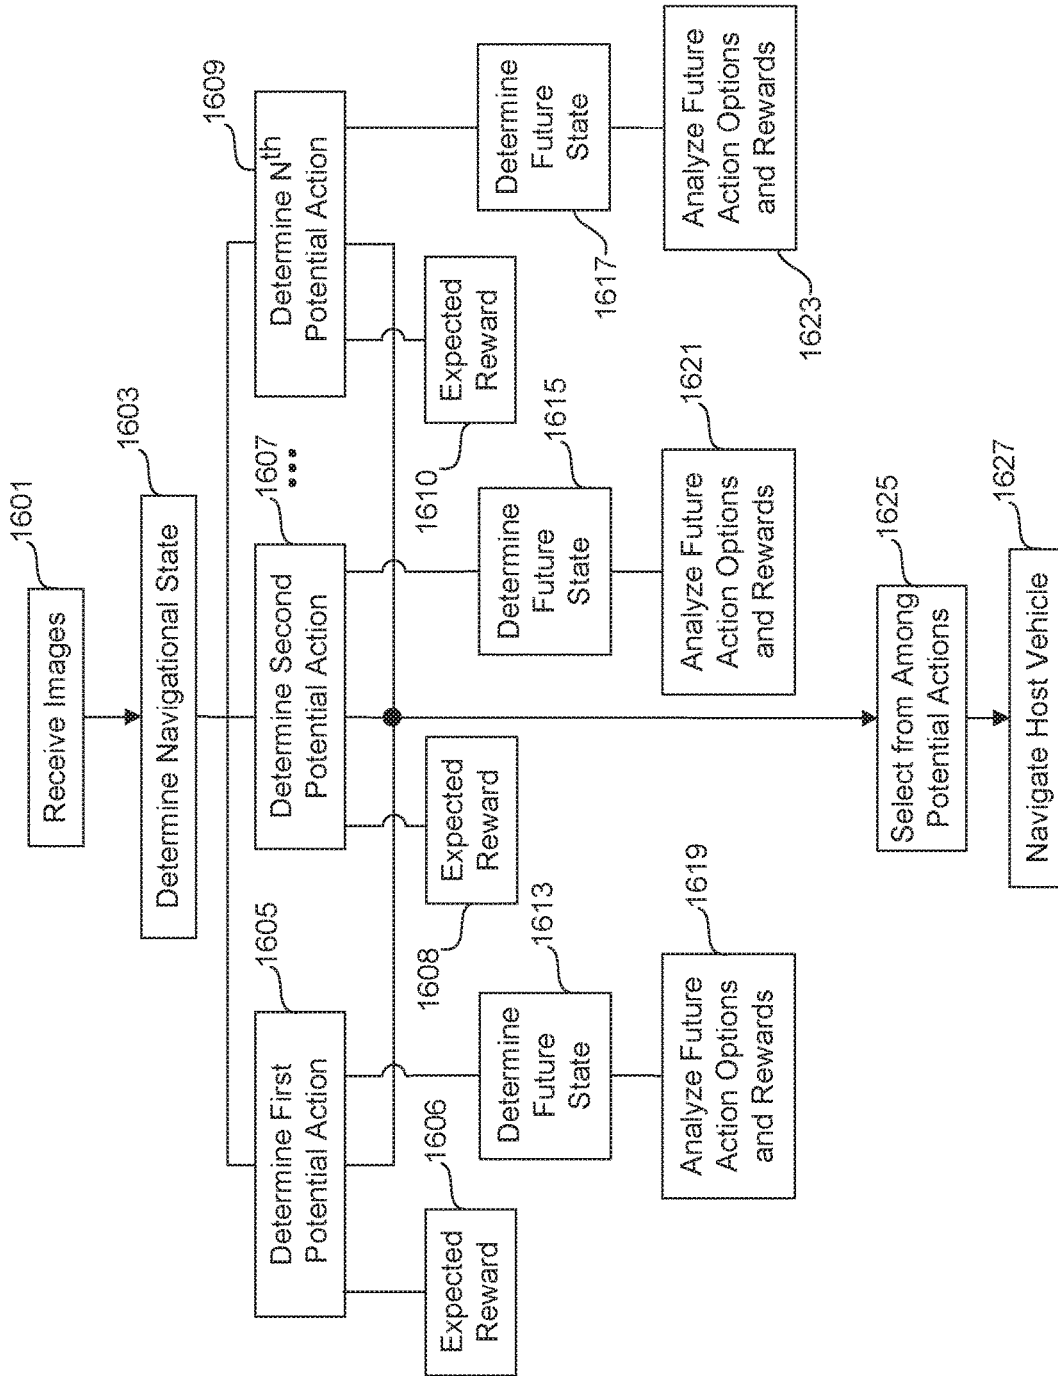 1601
Receive Images
1603
Determine Navigational State
1605
Determine First
Potential Action
1607
Determine Second
Potential Action
•••
1609
Determine Nth
Potential Action
1606
Expected
Reward
1608
Expected
Reward
1610
Expected
Reward
1613
Determine
Future
State
1615
Determine
Future
State
1617
Determine
Future
State
1619
Analyze Future
Action Options
and Rewards
1621
Analyze Future
Action Options
and Rewards
1623
Analyze Future
Action Options
and Rewards
1625
Select from Among
Potential Actions
1627
Navigate Host Vehicle